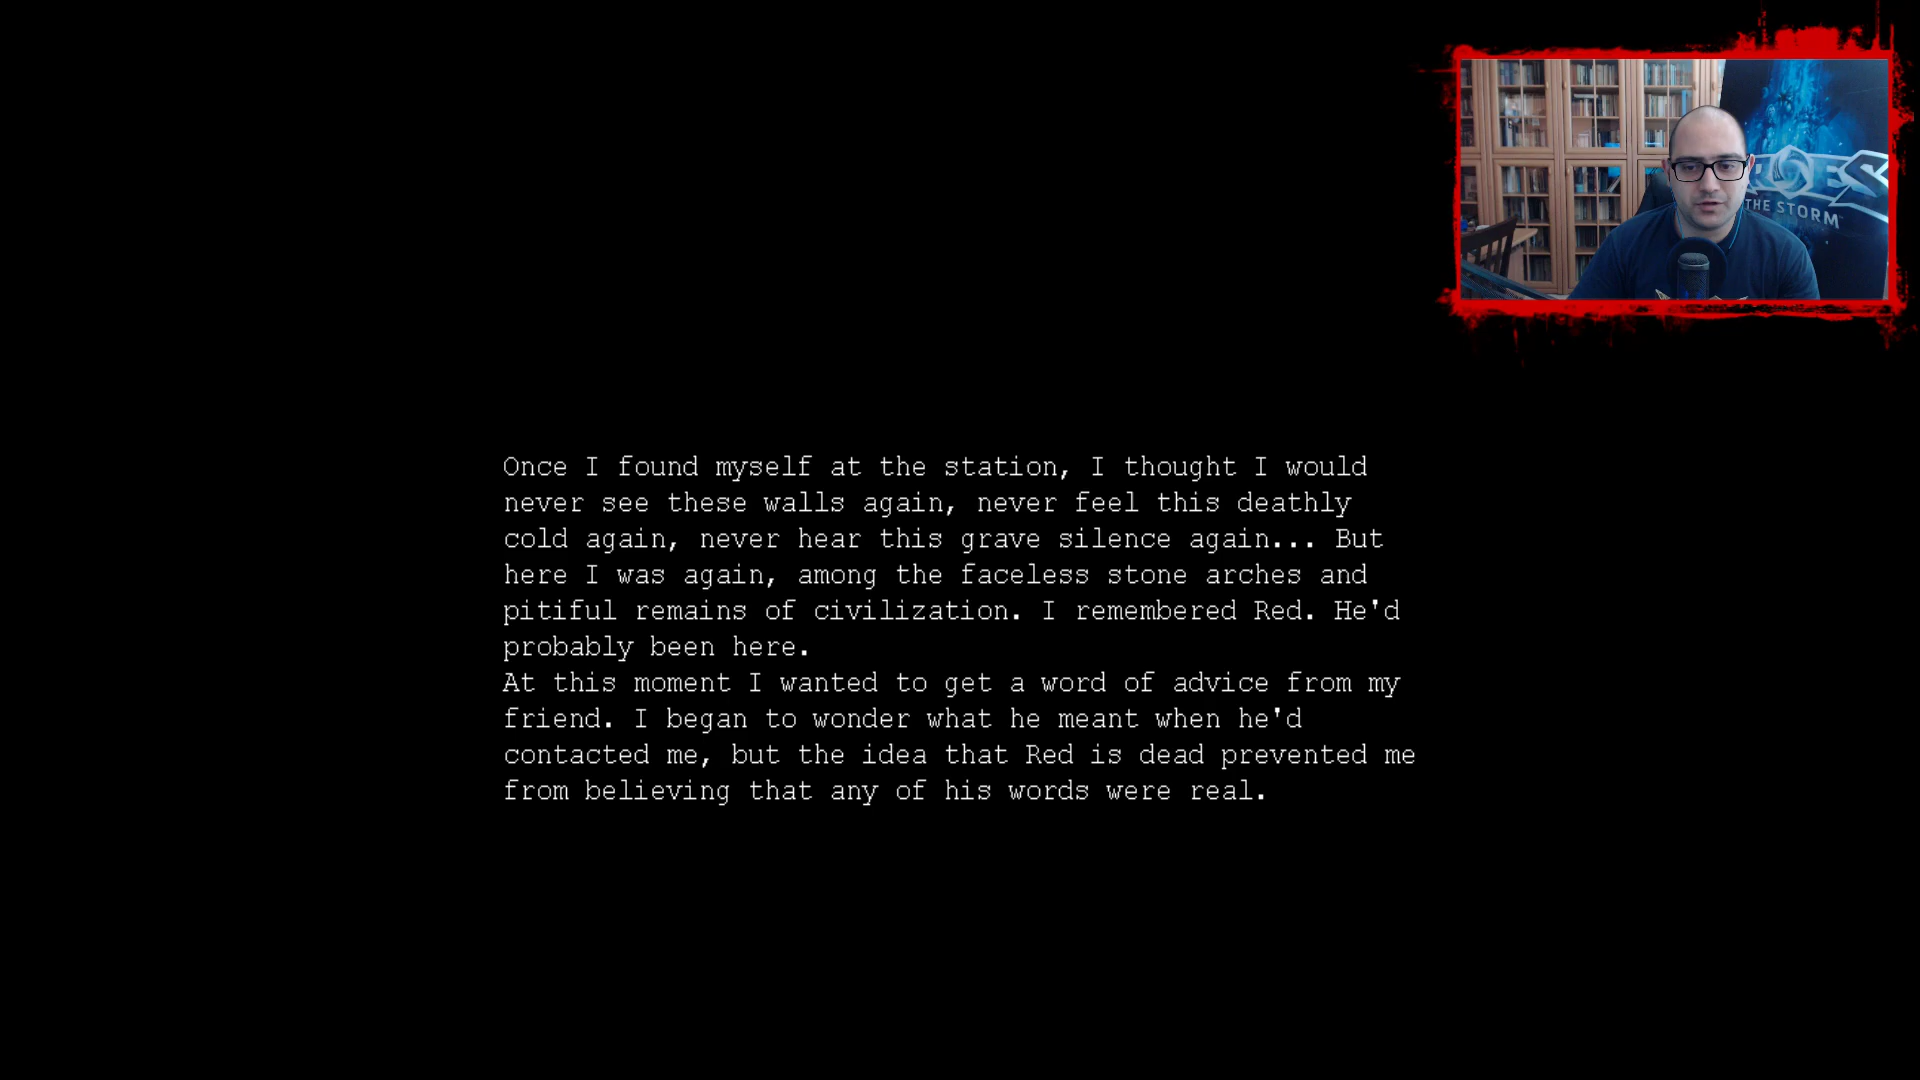 Once I found myself at the station, I thought I would
never see these walls again, never feel this deathly
cold again, never hear this grave silence again... But
here I was again, among the faceless stone arches and
pitiful remains of civilization. I remembered Red. He'd
probably been here.
At this moment I wanted to get a word of advice from my
friend. I began to wonder what he meant when he'd
contacted me, but the idea that Red is dead prevented me
from believing that any of his words were real.
THE STORM